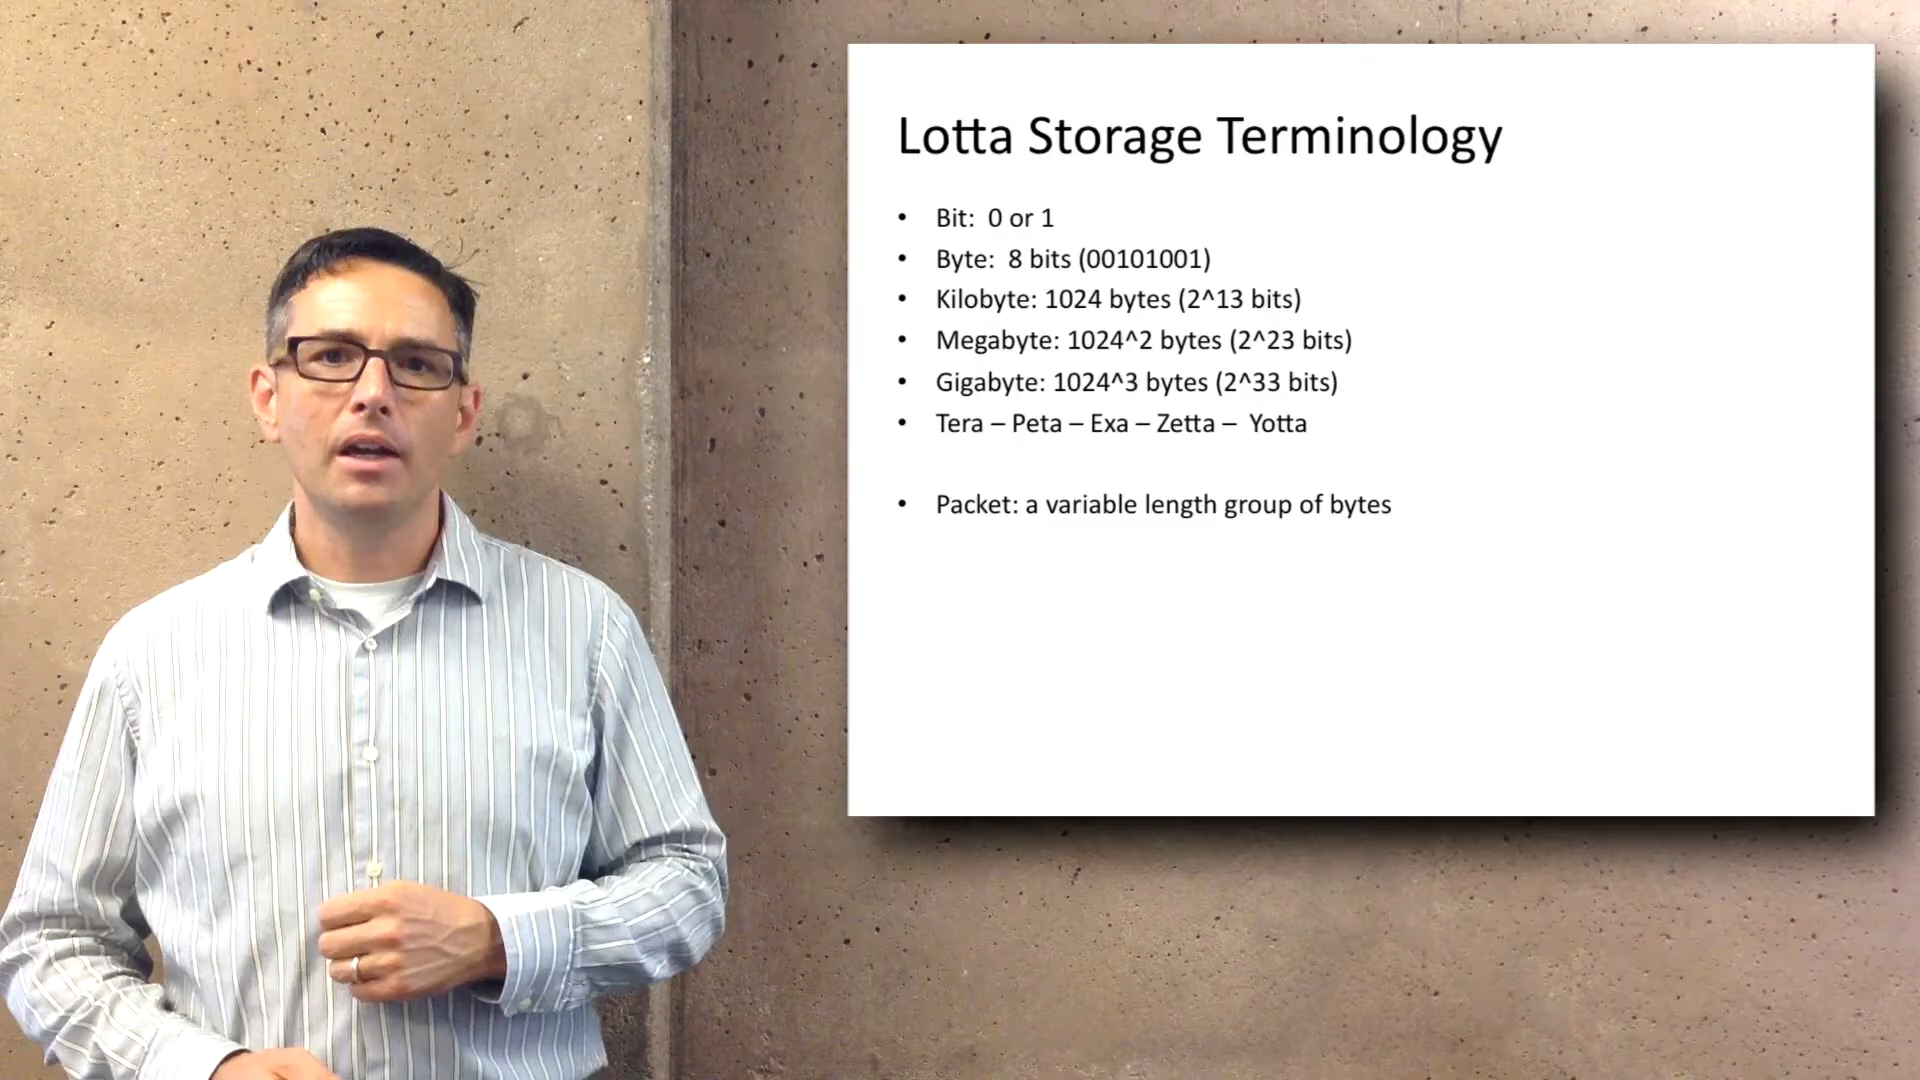 Lotta Storage Terminology
• Bit:  0 or 1
• Byte:  8 bits (00101001)
• Kilobyte: 1024 bytes (2^13 bits)
• Megabyte: 1024^2 bytes (2^23 bits)
• Gigabyte: 1024^3 bytes (2^33 bits)
• Tera – Peta – Exa – Zetta –  Yotta
• Packet: a variable length group of bytes